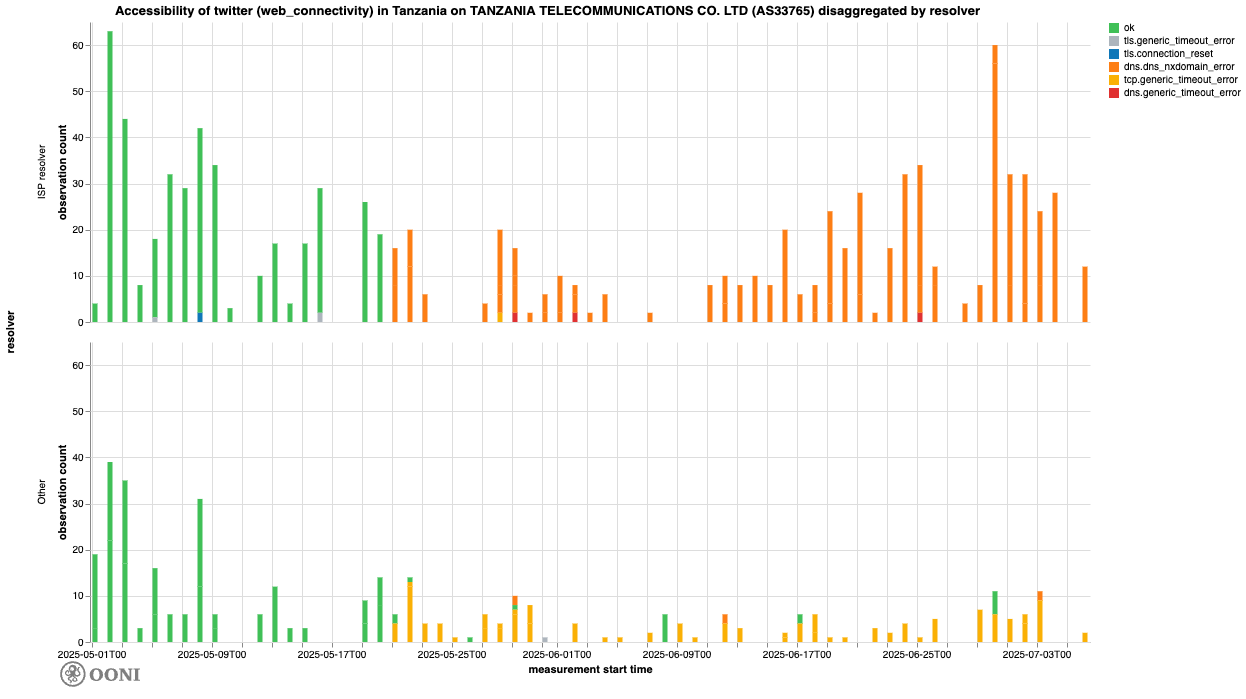 Accessibility of twitter (web_connectivity) in Tanzania on TANZANIA TELECOMMUNICATIONS CO. LTD (AS33765) disaggregated by resolver
ok
tls.generic_timeout_error
tls.connection_reset
dns.dns_nxdomain_error
tcp.generic_timeout_error
dns.generic_timeout_error
resolver
ISP resolver
observation count
60
50
40
30
20
10
0
Other
observation count
60
50
40
30
20
10
0
2025-05-01T00 2025-05-09T00 2025-05-17T00 2025-05-25T00 2025-06-01T00 2025-06-09T00 2025-06-17T00 2025-06-25T00 2025-07-03T00
measurement start time
OONI